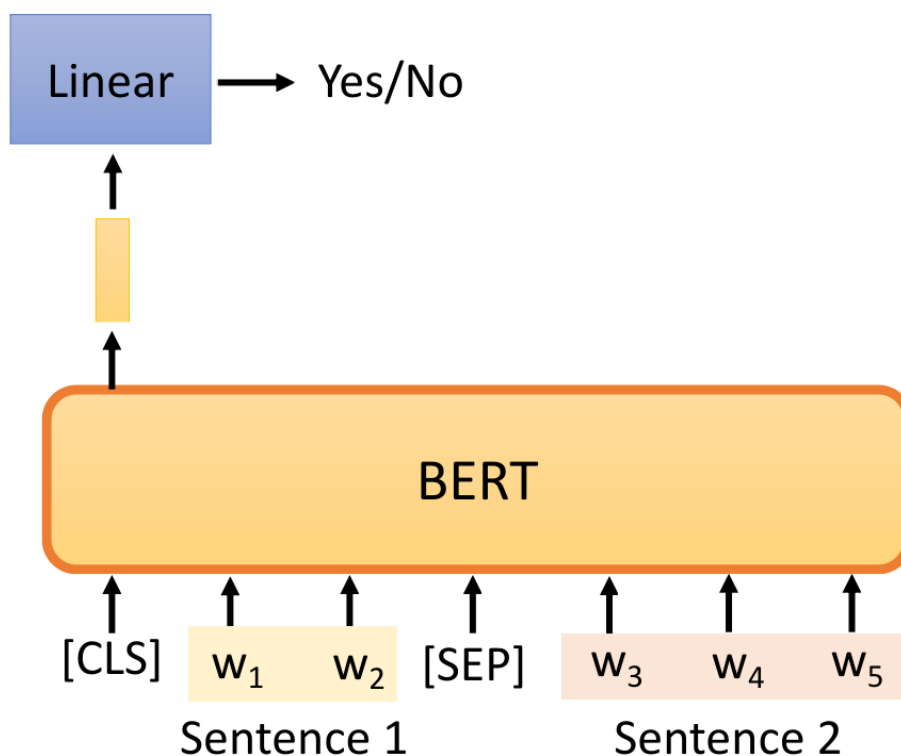 Linear Yes/No
BERT
[CLS] w₁ w₂ [SEP] w₃ w₄ w₅
Sentence 1 Sentence 2